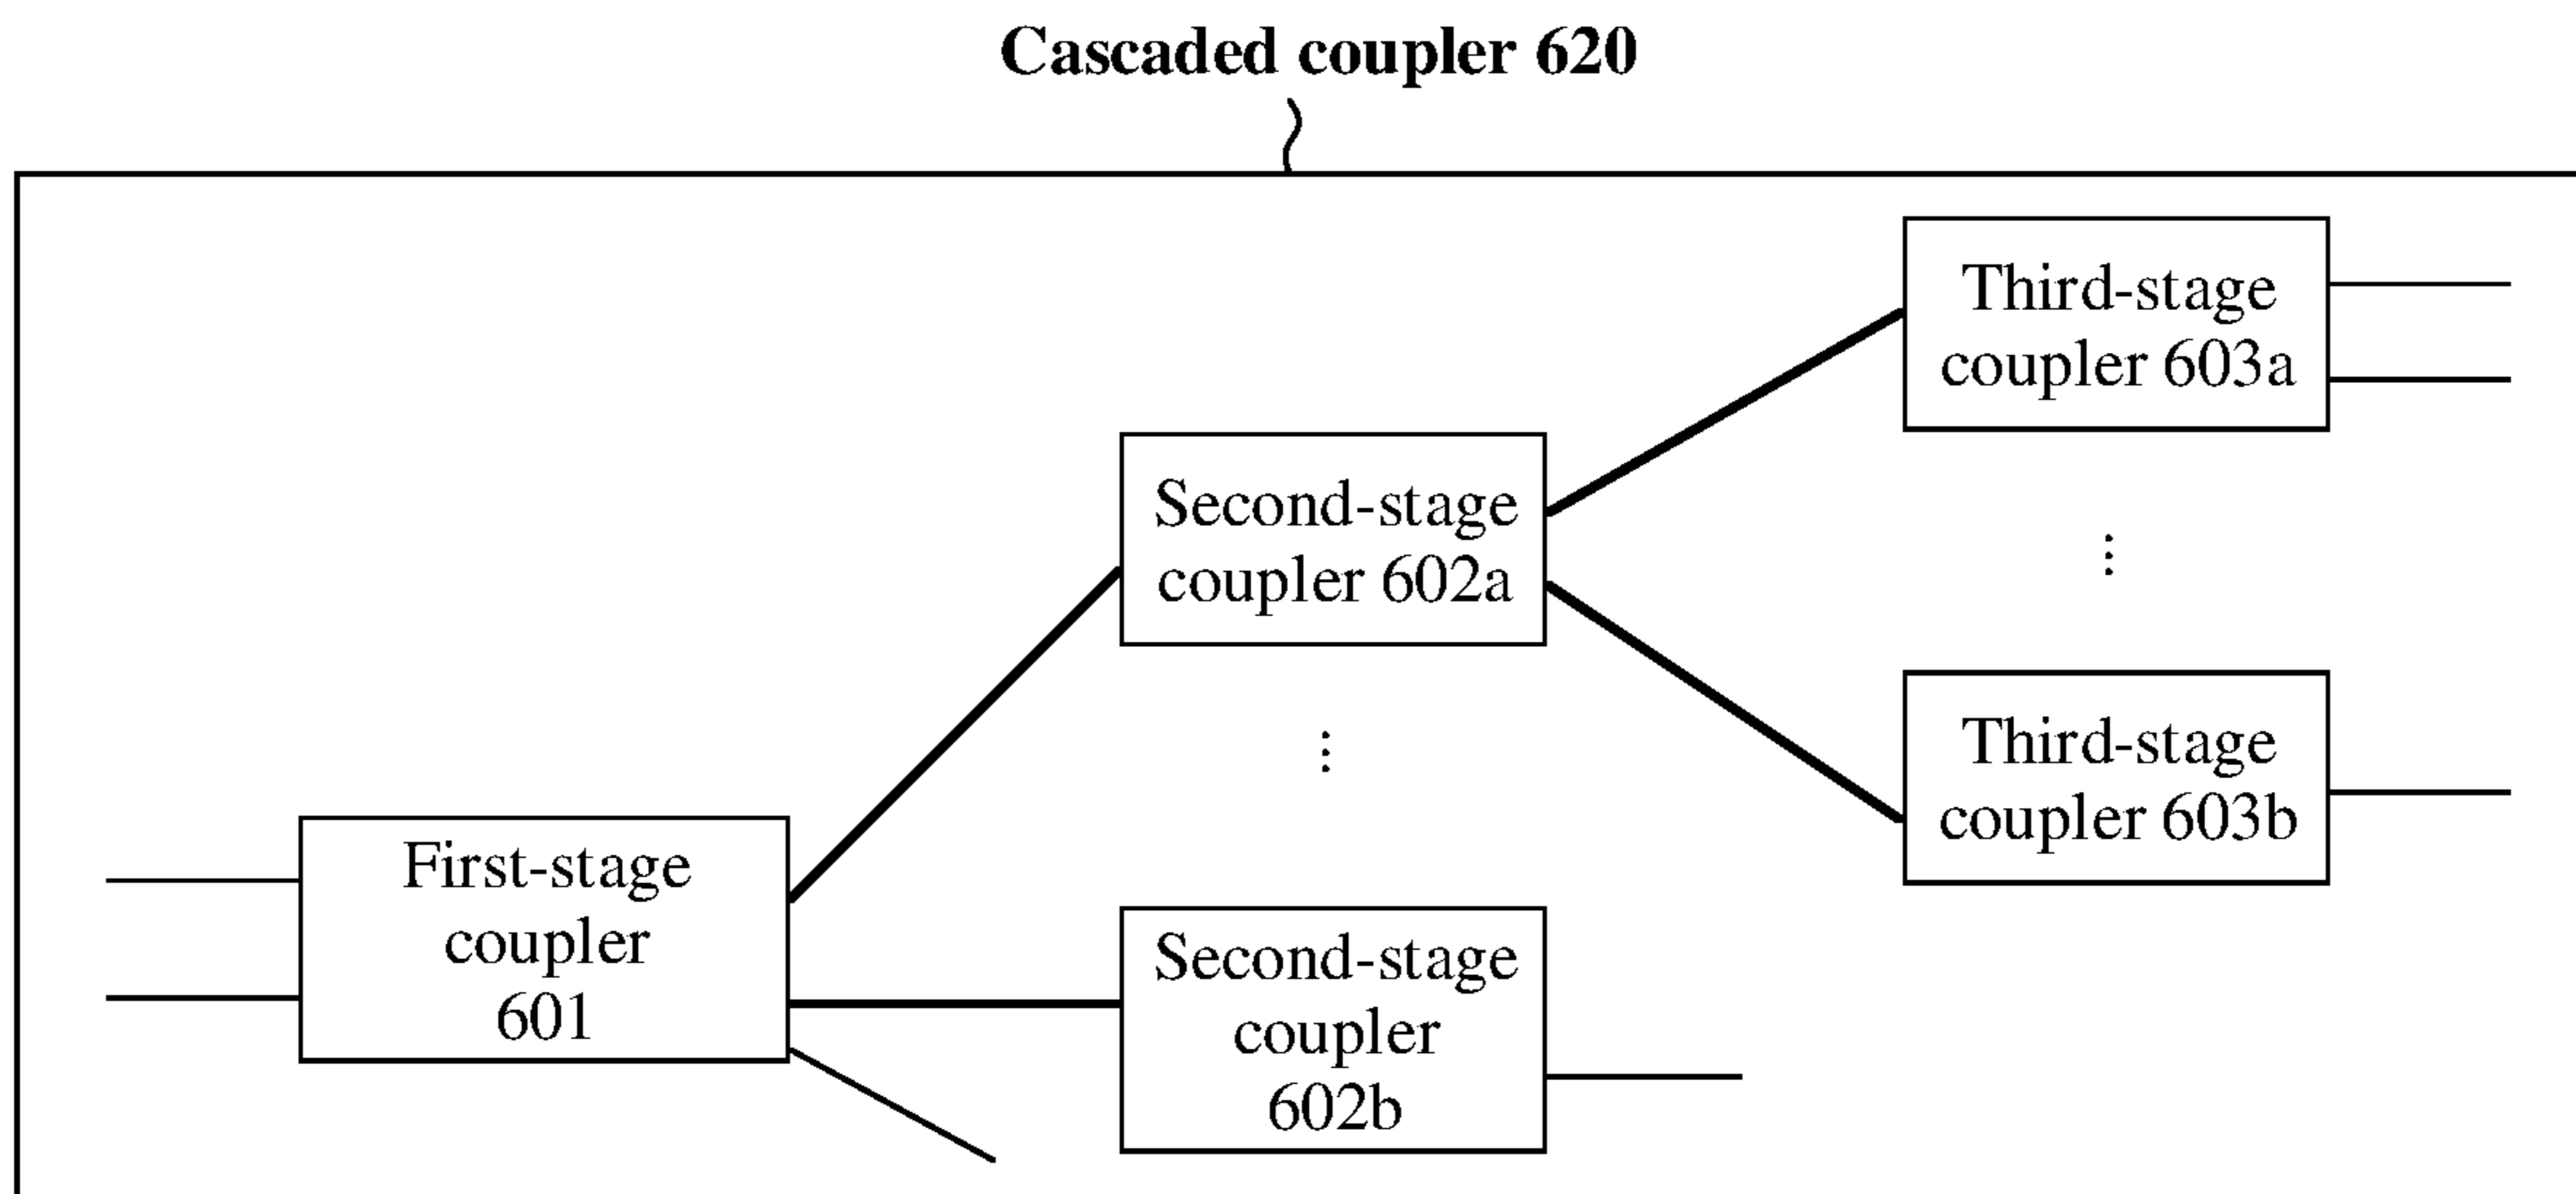 Cascaded coupler 620
Third-stage
coupler 603a
Second-stage
coupler 602a
Third-stage
coupler 603b
First-stage
coupler
601
Second-stage
coupler
602b